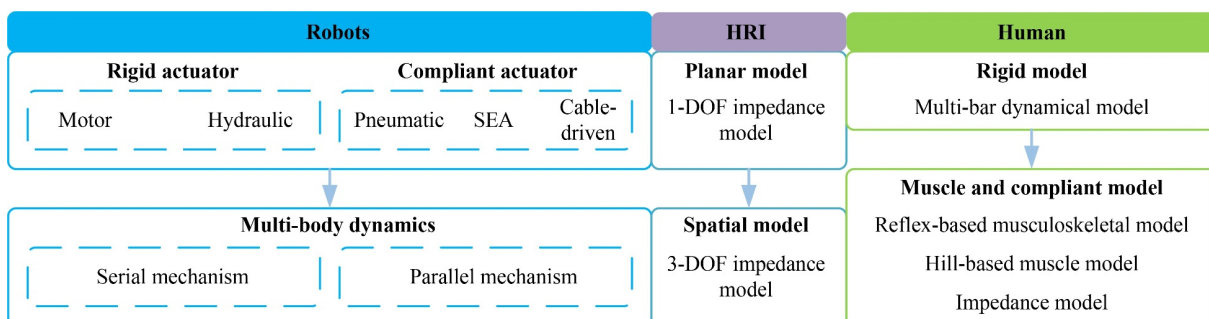 Robots
HRI
Human
Rigid actuator
Motor
Hydraulic
Compliant actuator
Pneumatic
SEA
Cable-
driven
Planar model
1-DOF impedance
model
Rigid model
Multi-bar dynamical model
Multi-body dynamics
Serial mechanism
Parallel mechanism
Spatial model
3-DOF impedance
model
Muscle and compliant model
Reflex-based musculoskeletal model
Hill-based muscle model
Impedance model